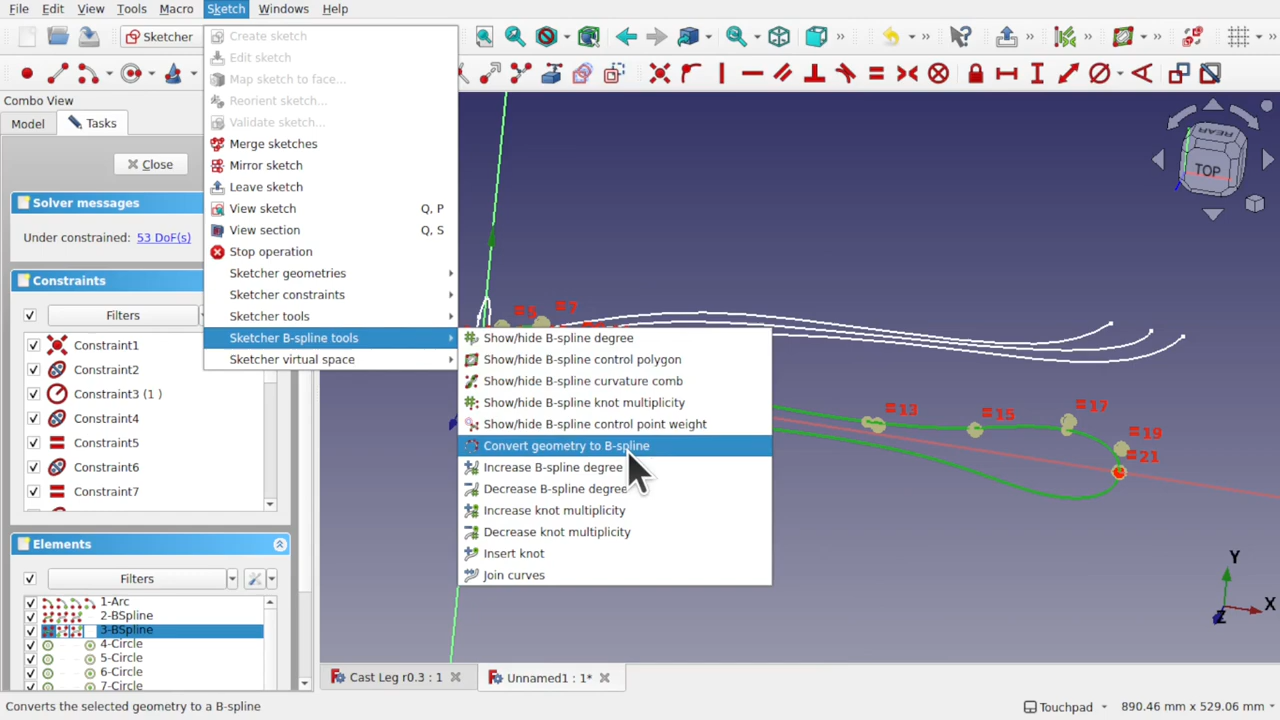 File Edit View Tools Macro Sketch Windows Help
Sketcher
Create sketch
Edit sketch
Map sketch to face...
Reorient sketch...
Validate sketch...
Merge sketches
Mirror sketch
Leave sketch
View sketch Q, P
View section Q, S
Stop operation
Sketcher geometries
Sketcher constraints
Sketcher tools
Sketcher B-spline tools
Sketcher virtual space
Show/hide B-spline degree
Show/hide B-spline control polygon
Show/hide B-spline curvature comb
Show/hide B-spline knot multiplicity
Show/hide B-spline control point weight
Convert geometry to B-spline
Increase B-spline degree
Decrease B-spline degree
Increase knot multiplicity
Decrease knot multiplicity
Insert knot
Join curves
Combo View
Model Tasks
Close
Solver messages
Under constrained: 53 DoF(s)
Constraints
Filters
Constraint1
Constraint2
Constraint3 (1 )
Constraint4
Constraint5
Constraint6
Constraint7
Elements
Filters
1-Arc
2-BSpline
3-BSpline
4-Circle
5-Circle
6-Circle
7-Circle
REAR
TOP
5
7
13
15
17
19
21
Y
X
Z
Cast Leg r0.3 : 1
Unnamed1 : 1*
Converts the selected geometry to a B-spline
Touchpad
890.46 mm x 529.06 mm